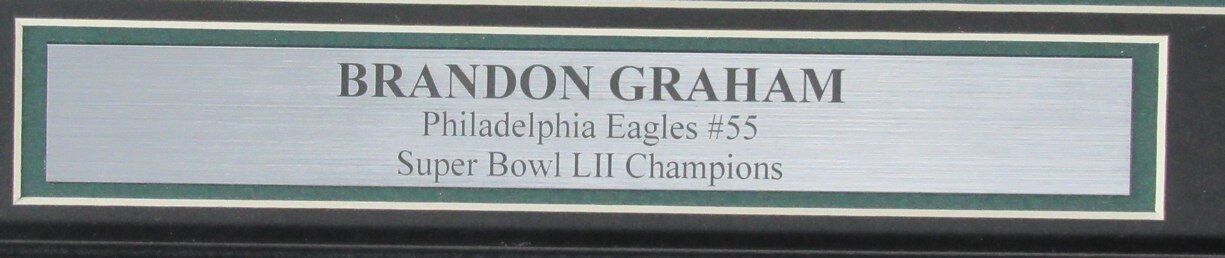 BRANDON GRAHAM
Philadelphia Eagles #55
Super Bowl LII Champions